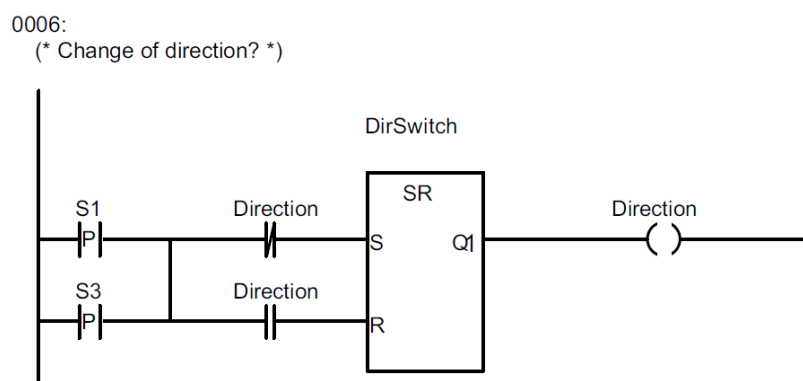 0006:
(* Change of direction? *)
DirSwitch
SR
S1
Direction
Direction
P
S
Q1
S3
Direction
P
R